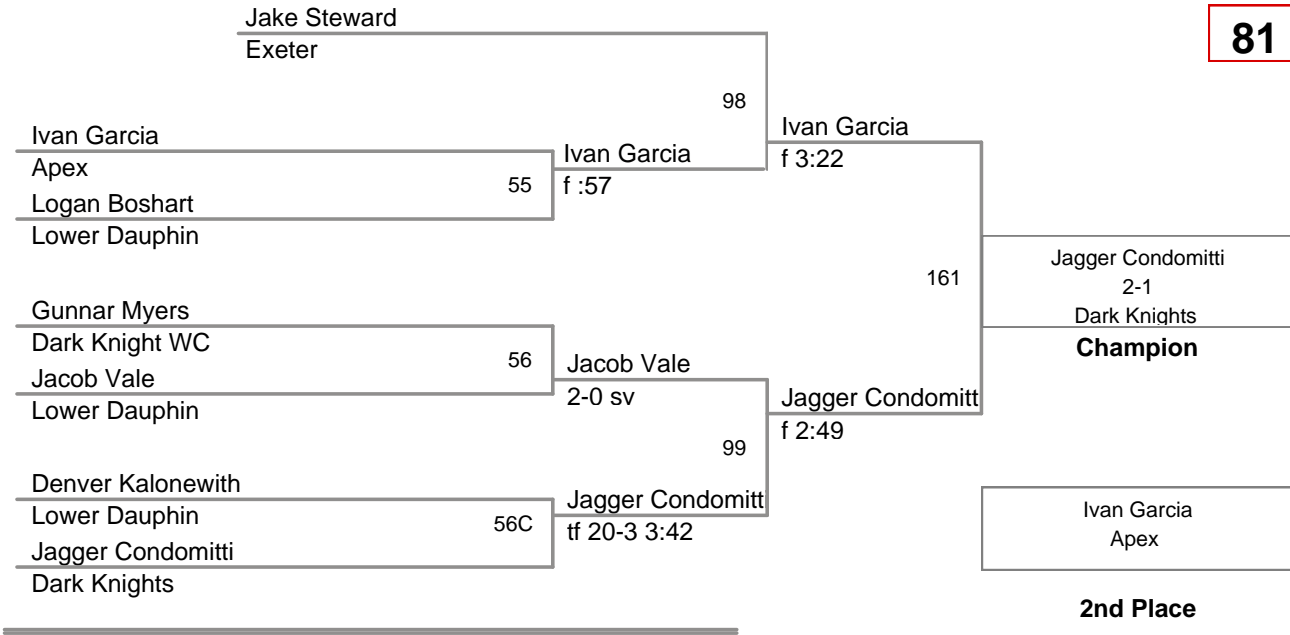 Jake Steward
Exeter
81
98
Ivan Garcia
Apex
Logan Boshart
Lower Dauphin
55
Ivan Garcia
f :57
Ivan Garcia
f 3:22
Gunnar Myers
Dark Knight WC
Jacob Vale
Lower Dauphin
56
Jacob Vale
2-0 sv
Denver Kalonewith
Lower Dauphin
Jagger Condomitti
Dark Knights
56C
Jagger Condomitt
tf 20-3 3:42
99
Jagger Condomitt
f 2:49
161
Jagger Condomitti
2-1
Dark Knights
Champion
Ivan Garcia
Apex
2nd Place